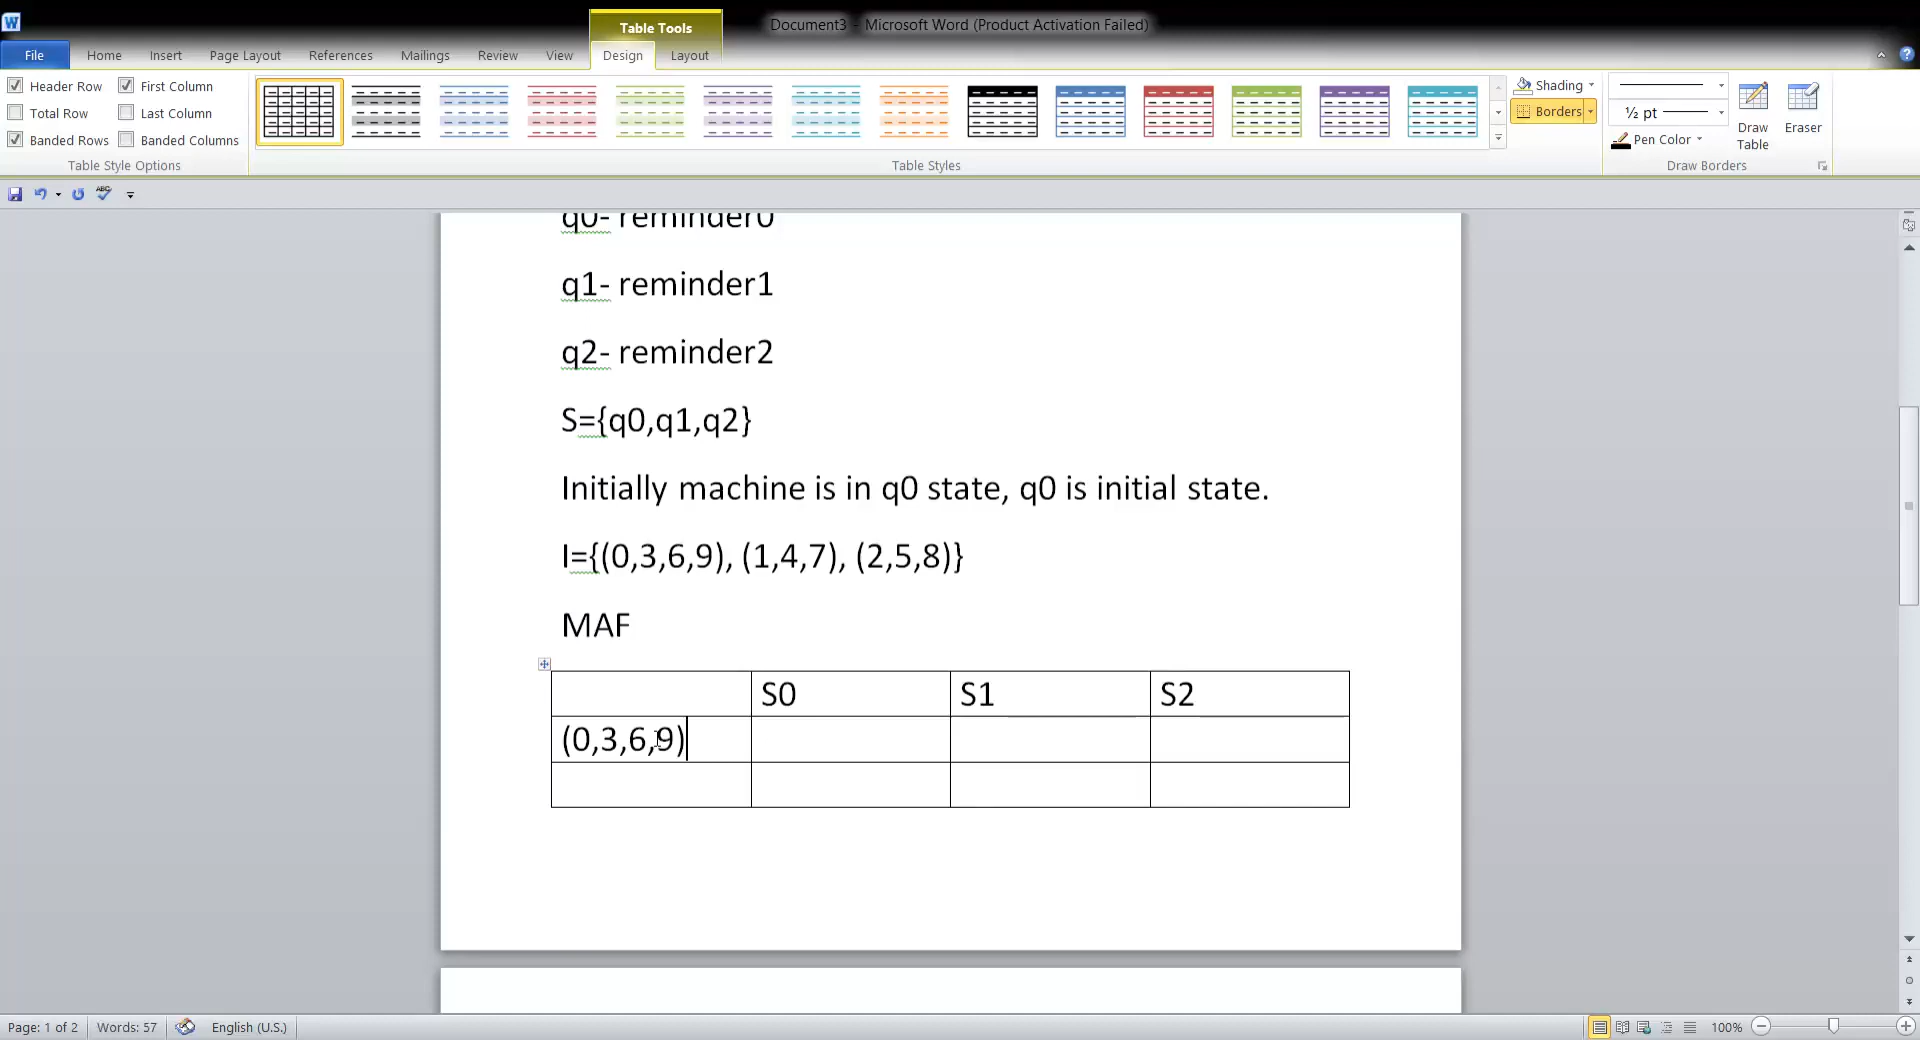 Table Tools
Document3 - Microsoft Word (Product Activation Failed)
File Home Insert Page Layout References Mailings Review View Design Layout
Header Row First Column
Total Row Last Column
Banded Rows Banded Columns
Table Style Options
Table Styles
Shading
Borders
½ pt
Pen Color
Draw Table
Eraser
Draw Borders
ABC
q0- reminder0
q1- reminder1
q2- reminder2
S={q0,q1,q2}
Initially machine is in q0 state, q0 is initial state.
I={(0,3,6,9), (1,4,7), (2,5,8)}
MAF
S0 S1 S2
(0,3,6,9)
Page: 1 of 2 Words: 57 English (U.S.) 100%